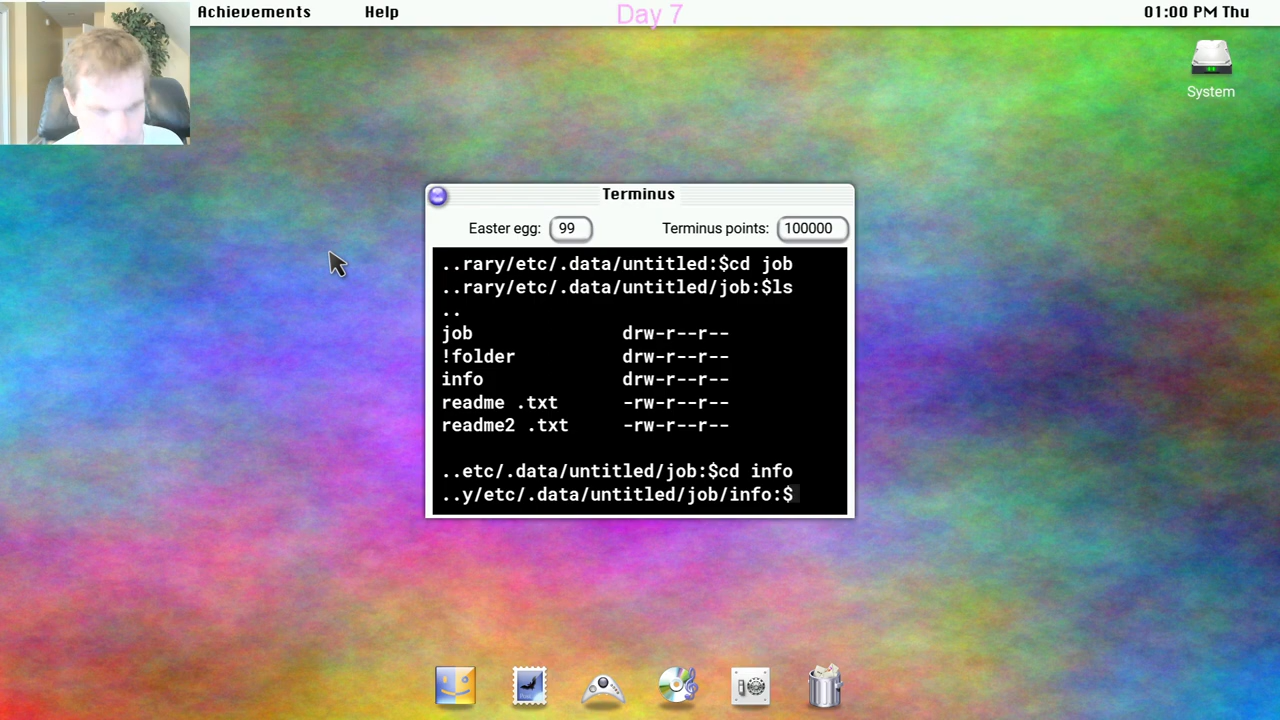 Achievements Help Day 7 01:00 PM Thu
System
Terminus
Easter egg: 99 Terminus points: 100000
..rary/etc/.data/untitled:$cd job
..rary/etc/.data/untitled/job:$ls
..
job drw-r--r--
!folder drw-r--r--
info drw-r--r--
readme .txt -rw-r--r--
readme2 .txt -rw-r--r--
..etc/.data/untitled/job:$cd info
..y/etc/.data/untitled/job/info:$